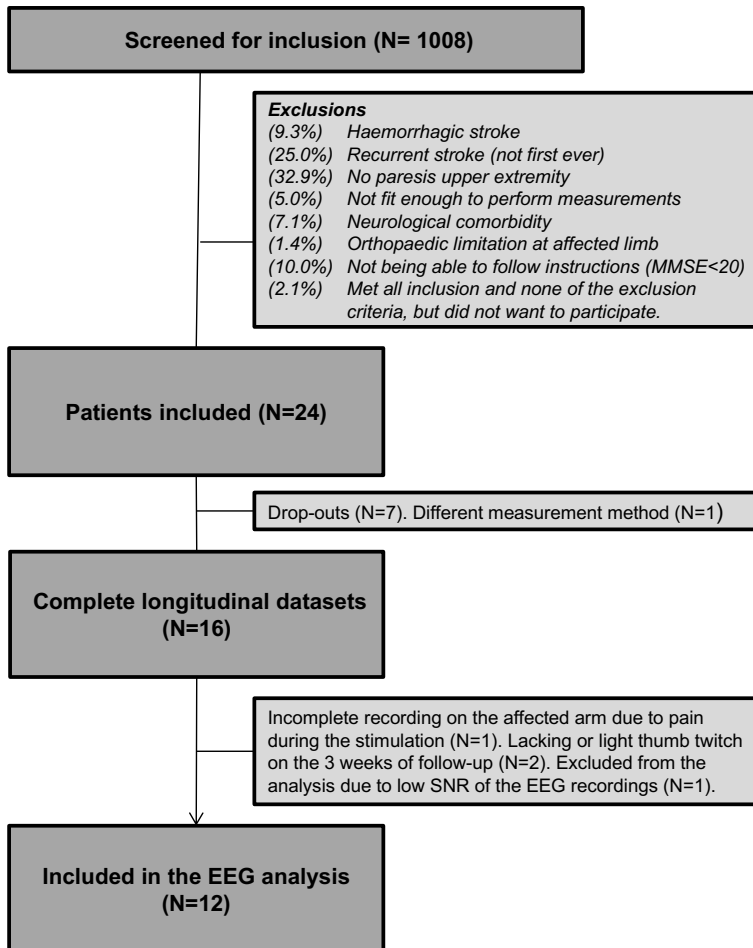 Screened for inclusion (N= 1008)
Exclusions
(9.3%) Haemorrhagic stroke
(25.0%) Recurrent stroke (not first ever)
(32.9%) No paresis upper extremity
(5.0%) Not fit enough to perform measurements
(7.1%) Neurological comorbidity
(1.4%) Orthopaedic limitation at affected limb
(10.0%) Not being able to follow instructions (MMSE<20)
(2.1%) Met all inclusion and none of the exclusion
criteria, but did not want to participate.
Patients included (N=24)
Drop-outs (N=7). Different measurement method (N=1)
Complete longitudinal datasets
(N=16)
Incomplete recording on the affected arm due to pain
during the stimulation (N=1). Lacking or light thumb twitch
on the 3 weeks of follow-up (N=2). Excluded from the
analysis due to low SNR of the EEG recordings (N=1).
Included in the EEG analysis
(N=12)